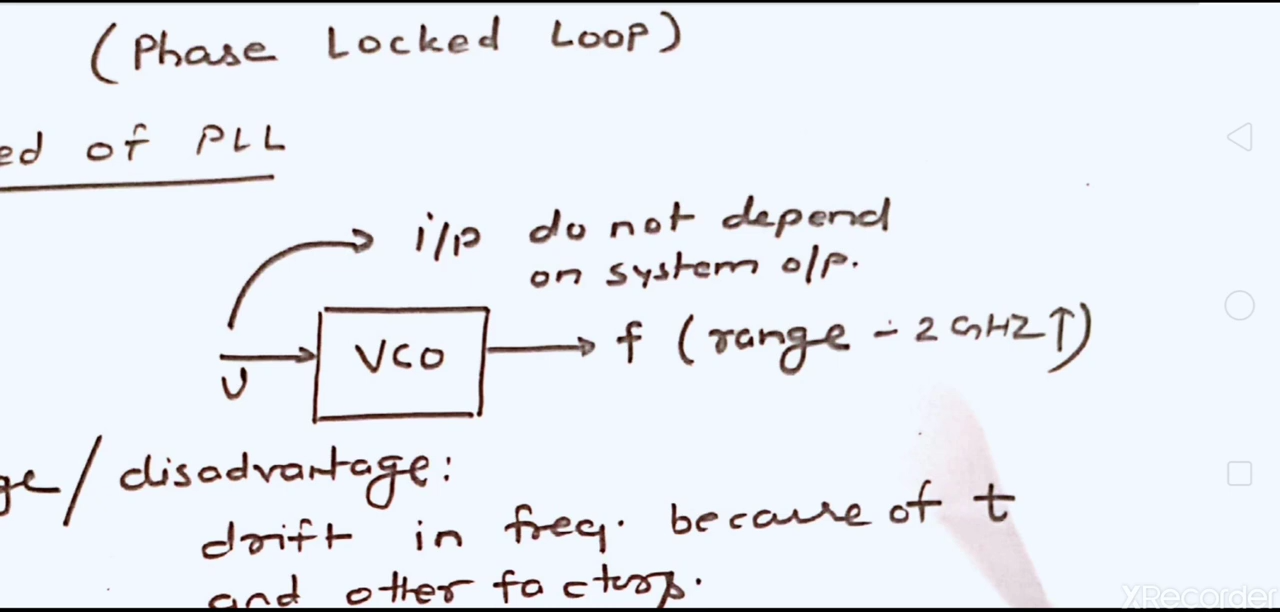 (Phase Locked Loop)
ed of PLL
i/p do not depend
on system o/p.
VCO → f (range - 2 GHZ↑)
v
ge/ disadvantage:
drift in freq. because of t
and other factors.
XRecorder